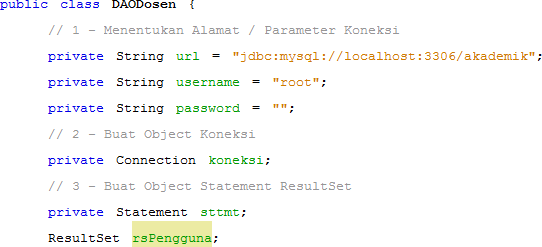 public class DAODosen {
// 1 - Menentukan Alamat / Parameter Koneksi
private String url = "jdbc:mysql://localhost:3306/akademik";
private String username = "root";
private String password = "";
// 2 - Buat Object Koneksi
private Connection koneksi;
// 3 - Buat Object Statement ResultSet
private Statement sttmt;
ResultSet rsPengguna;